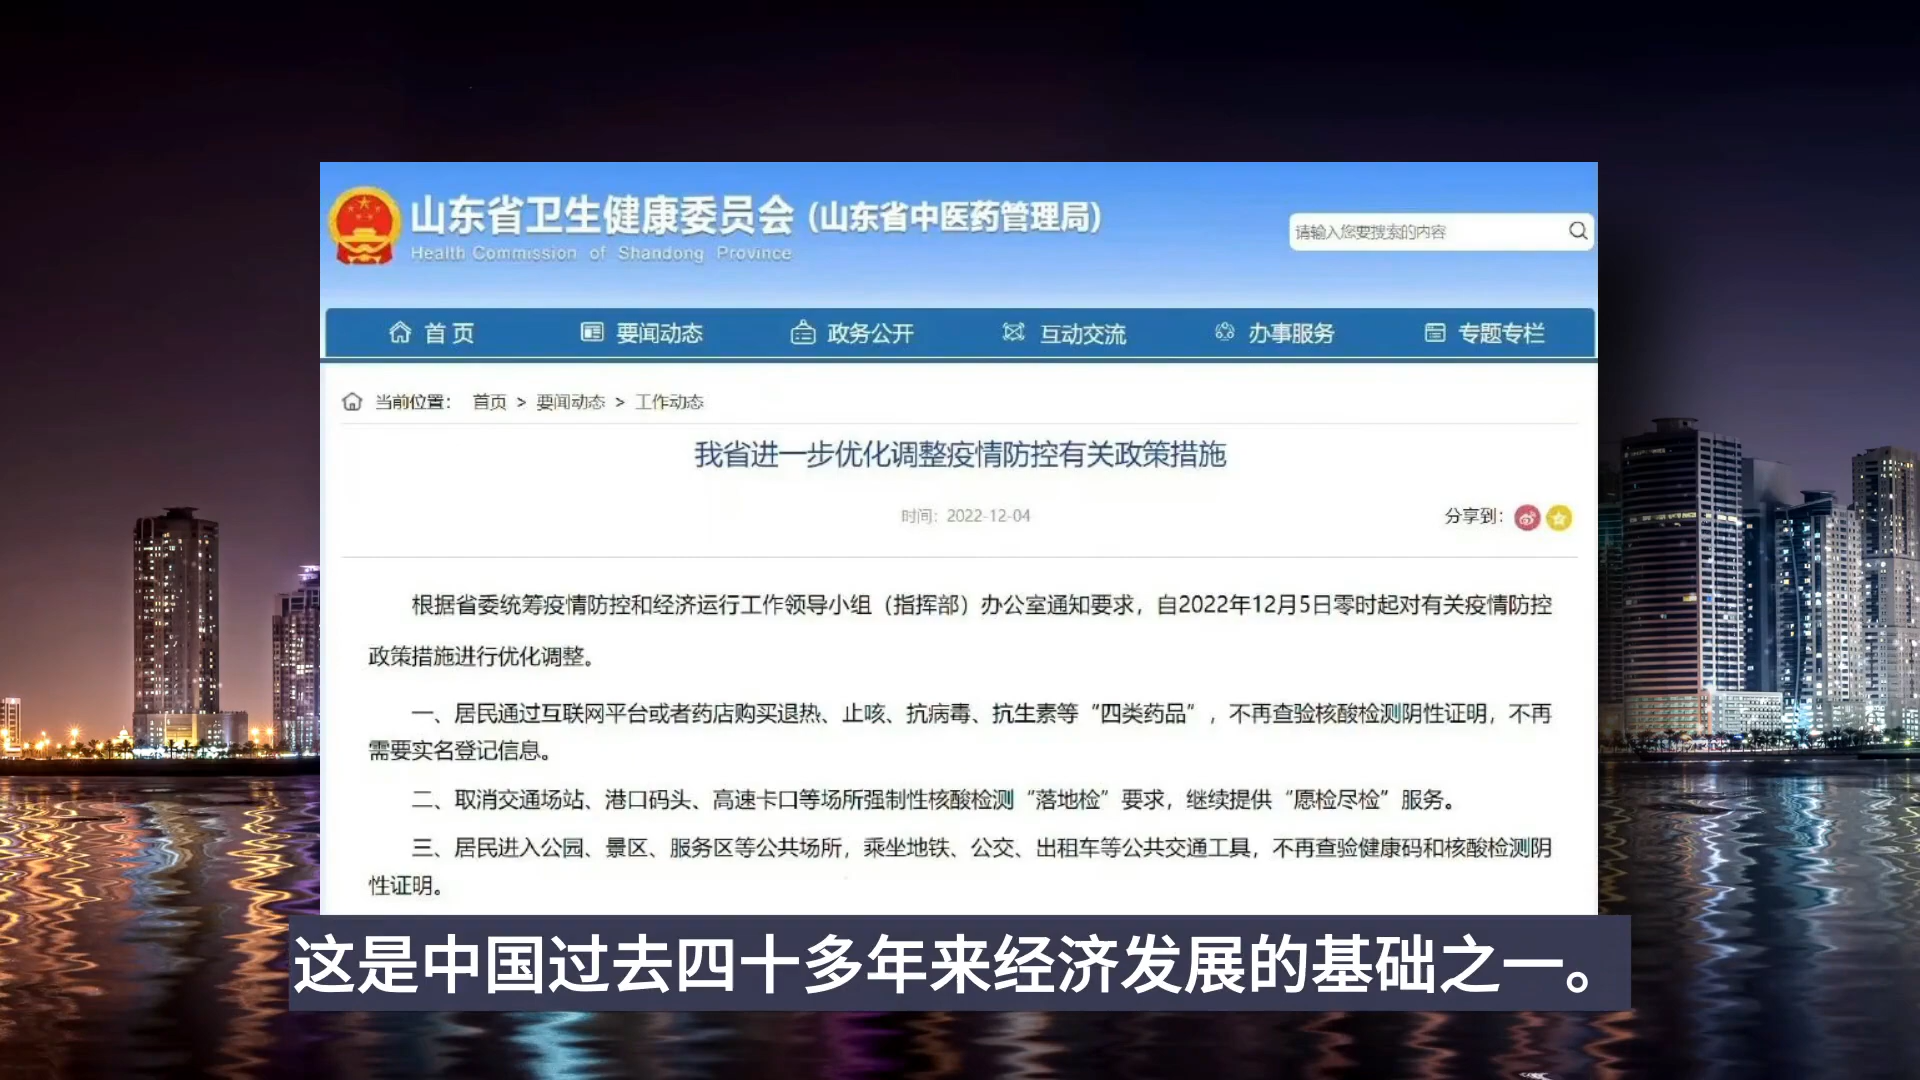 山东省卫生健康委员会（山东省中医药管理局）
Health Commission of Shandong Province
请输入您要搜索的内容
首页 要闻动态 政务公开 互动交流 办事服务 专题专栏
当前位置： 首页 > 要闻动态 > 工作动态
我省进一步优化调整疫情防控有关政策措施
时间：2022-12-04
分享到：
根据省委统筹疫情防控和经济运行工作领导小组（指挥部）办公室通知要求，自2022年12月5日零时起对有关疫情防控
政策措施进行优化调整。
一、居民通过互联网平台或者药店购买退热、止咳、抗病毒、抗生素等“四类药品”，不再查验核酸检测阴性证明，不再
需要实名登记信息。
二、取消交通场站、港口码头、高速卡口等场所强制性核酸检测“落地检”要求，继续提供“愿检尽检”服务。
三、居民进入公园、景区、服务区等公共场所，乘坐地铁、公交、出租车等公共交通工具，不再查验健康码和核酸检测阴
性证明。
这是中国过去四十多年来经济发展的基础之一。